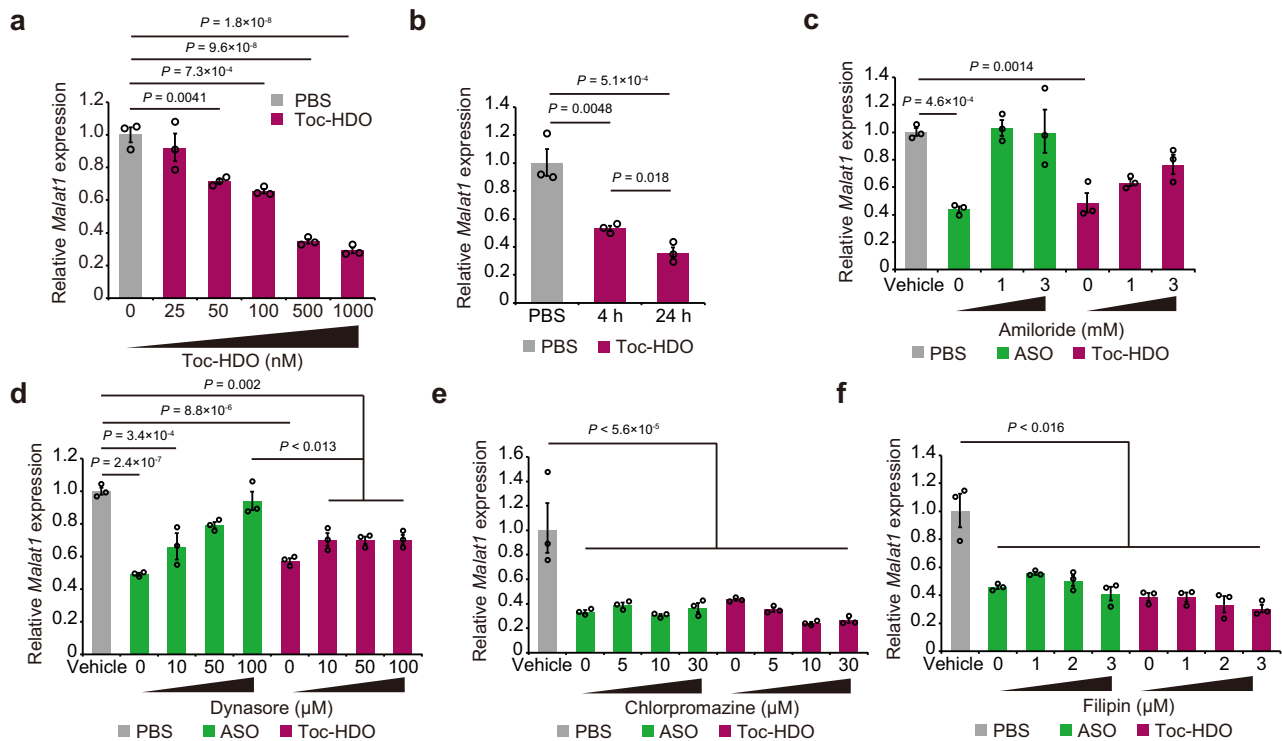 a
P = 1.8×10-8
P = 9.6×10-8
P = 7.3×10-4
P = 0.0041
PBS
Toc-HDO
Relative Malat1 expression
1.2
1.0
0.8
0.6
0.4
0.2
0
0 25 50 100 500 1000
Toc-HDO (nM)
b
P = 5.1×10-4
P = 0.0048
P = 0.018
Relative Malat1 expression
1.4
1.2
1.0
0.8
0.6
0.4
0.2
0
PBS 4 h 24 h
PBS Toc-HDO
c
P = 0.0014
P = 4.6×10-4
Relative Malat1 expression
1.4
1.2
1.0
0.8
0.6
0.4
0.2
0
Vehicle 0 1 3 0 1 3
Amiloride (mM)
PBS ASO Toc-HDO
d
P = 0.002
P = 8.8×10-6
P = 3.4×10-4
P < 0.013
P = 2.4×10-7
Relative Malat1 expression
1.2
1.0
0.8
0.6
0.4
0.2
0
Vehicle 0 10 50 100 0 10 50 100
Dynasore (µM)
PBS ASO Toc-HDO
e
P < 5.6×10-5
Relative Malat1 expression
1.6
1.4
1.2
1.0
0.8
0.6
0.4
0.2
0
Vehicle 0 5 10 30 0 5 10 30
Chlorpromazine (µM)
PBS ASO Toc-HDO
f
P < 0.016
Relative Malat1 expression
1.4
1.2
1.0
0.8
0.6
0.4
0.2
0
Vehicle 0 1 2 3 0 1 2 3
Filipin (µM)
PBS ASO Toc-HDO